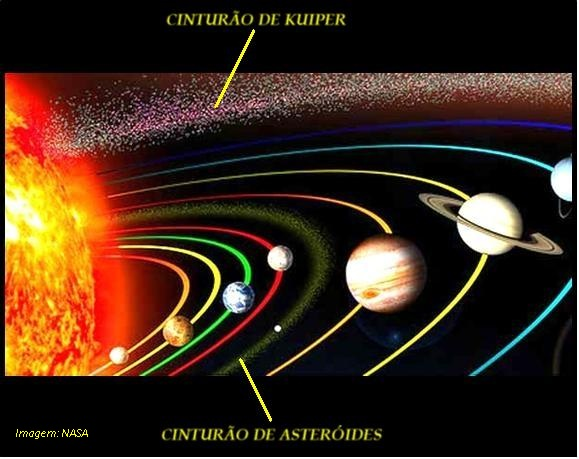 CINTURÃO DE KUIPER
Imagem: NASA
CINTURÃO DE ASTERÓIDES